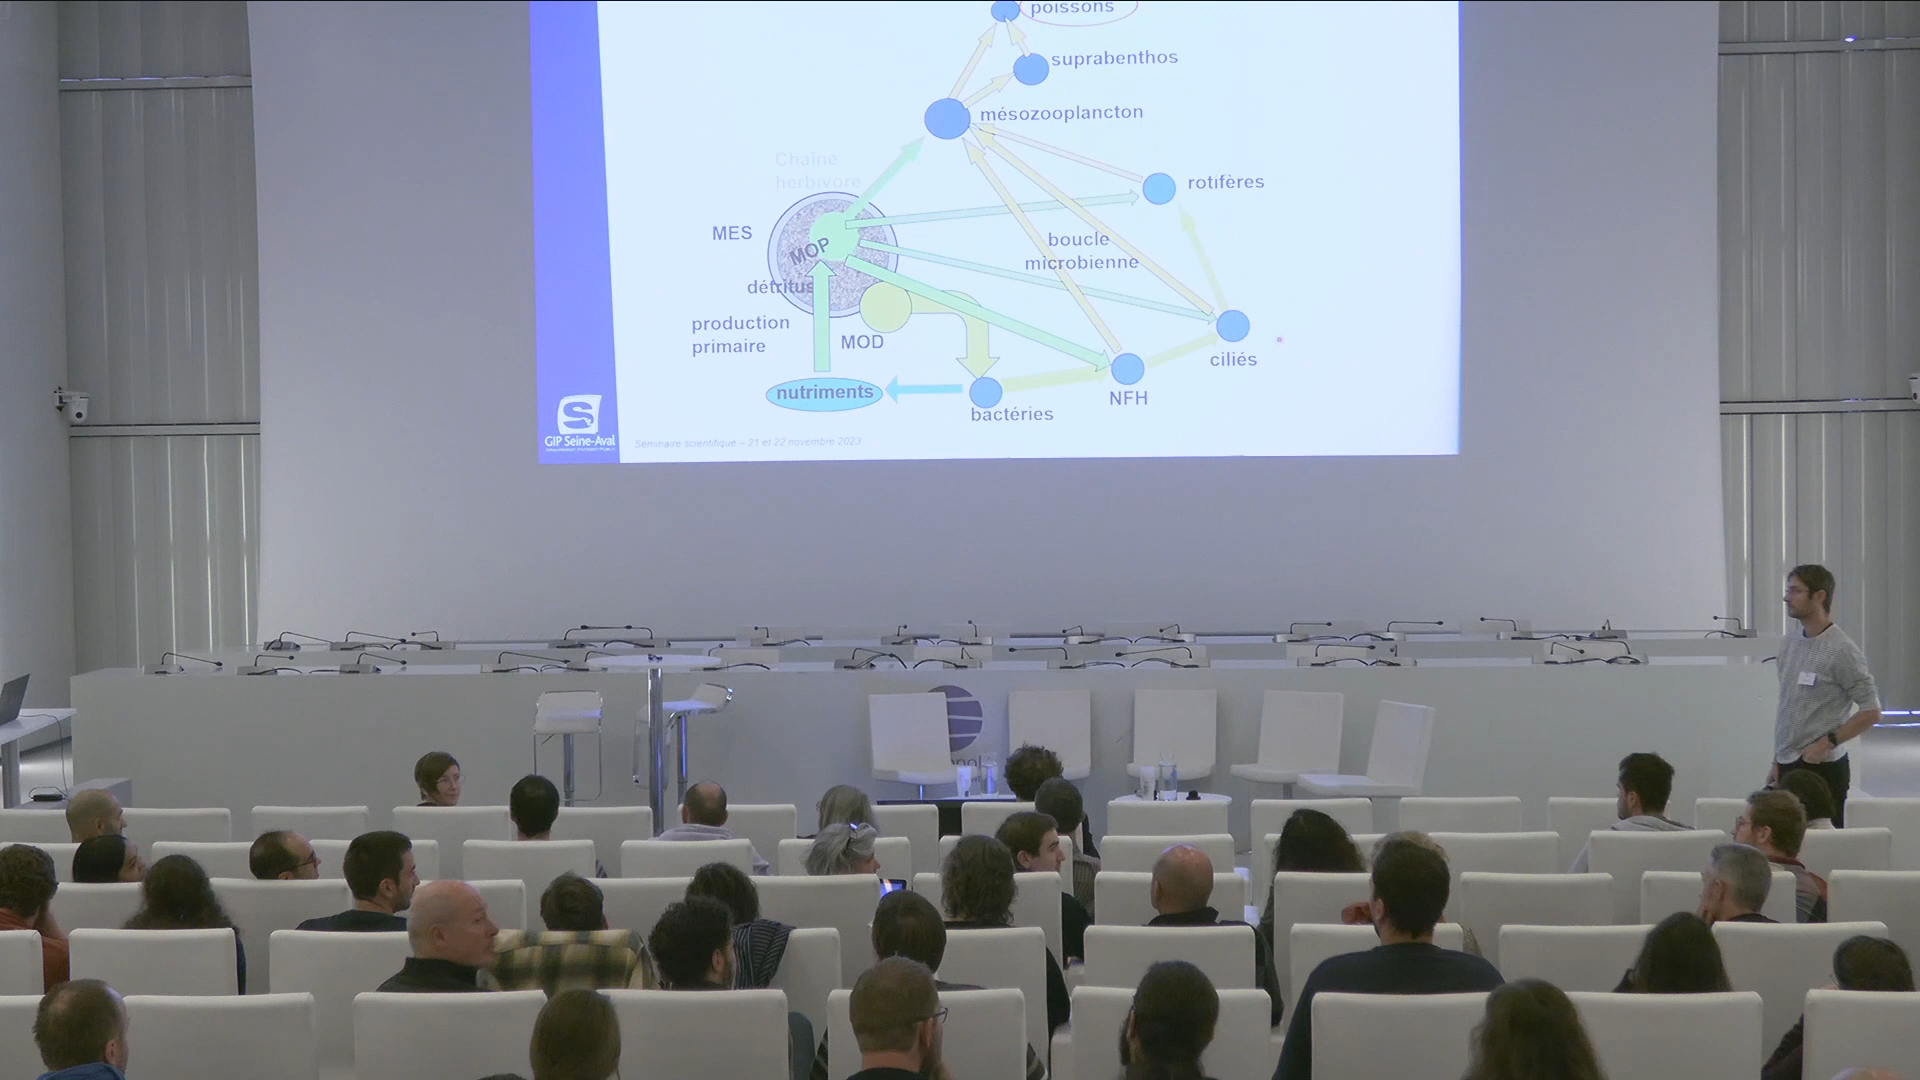 poissons
suprabenthos
mésozooplancton
Chaîne
herbivore
rotifères
MES
MOP
boucle
microbienne
détritus
production
primaire
MOD
ciliés
nutriments
NFH
bactéries
GIP Seine-Aval
Séminaire scientifique – 21 et 22 novembre 2023